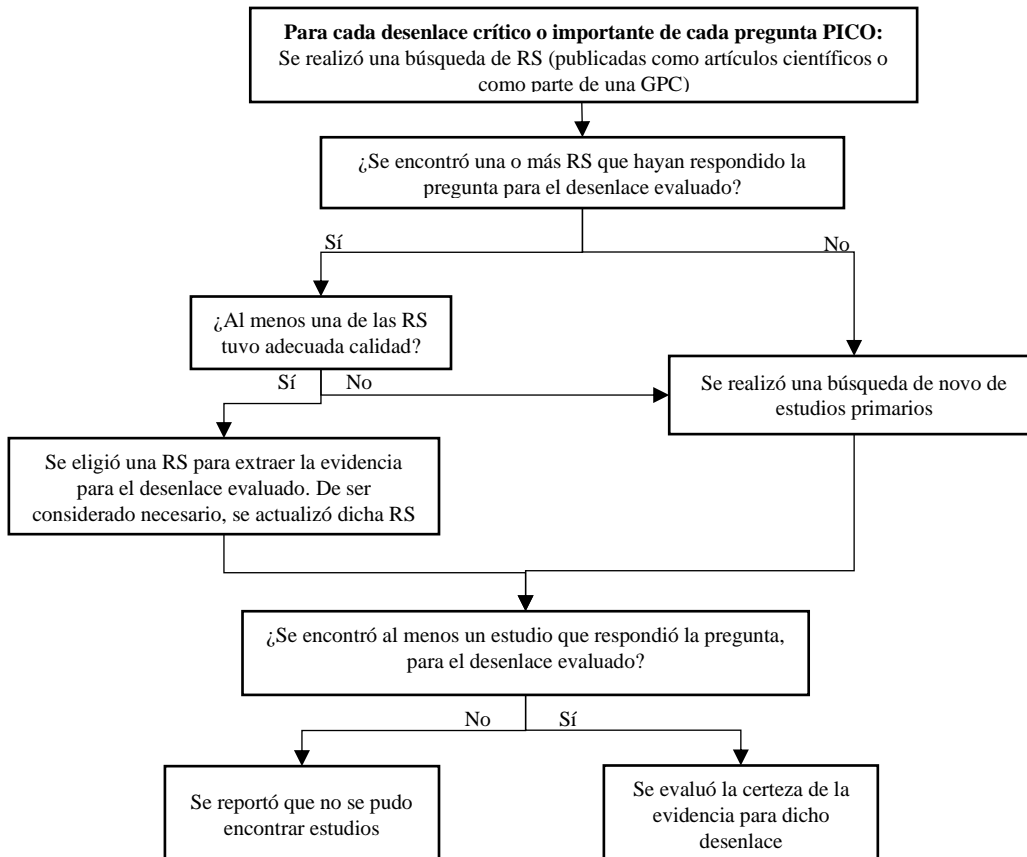 Para cada desenlace crítico o importante de cada pregunta PICO:
Se realizó una búsqueda de RS (publicadas como artículos científicos o
como parte de una GPC)
¿Se encontró una o más RS que hayan respondido la
pregunta para el desenlace evaluado?
Sí
No
¿Al menos una de las RS
tuvo adecuada calidad?
Sí
No
Se realizó una búsqueda de novo de
estudios primarios
Se eligió una RS para extraer la evidencia
para el desenlace evaluado. De ser
considerado necesario, se actualizó dicha RS
¿Se encontró al menos un estudio que respondió la pregunta,
para el desenlace evaluado?
No
Sí
Se reportó que no se pudo
encontrar estudios
Se evaluó la certeza de la
evidencia para dicho
desenlace